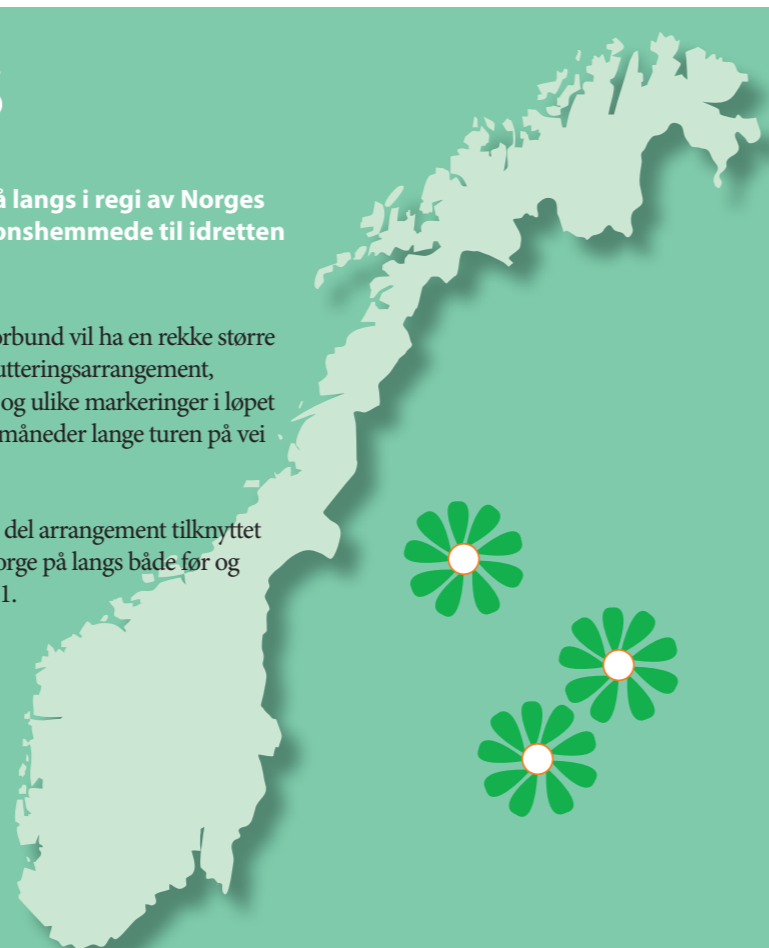 å langs i regi av Norges
onshemmede til idretten
orbund vil ha en rekke større
utteringsarrangement,
og ulike markeringer i løpet
måneder lange turen på vei
del arrangement tilknyttet
orge på langs både før og
1.